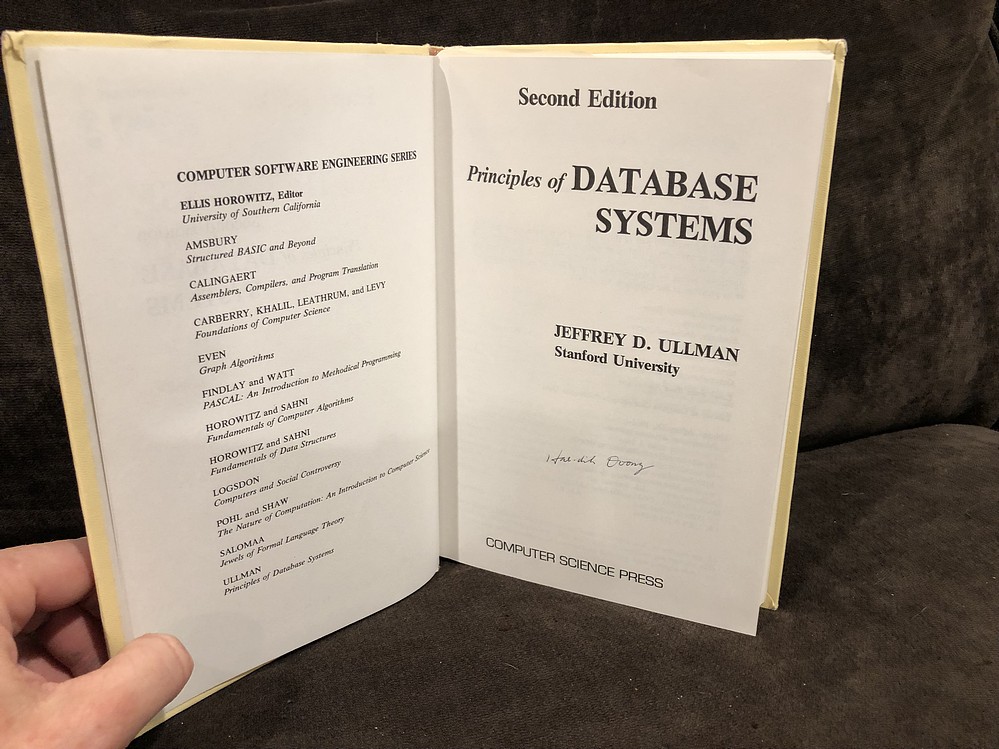 COMPUTER SOFTWARE ENGINEERING SERIES
ELLIS HOROWITZ, Editor
University of Southern California
AMSBURY
Structured BASIC and Beyond
CALINGAERT
Assemblers, Compilers, and Program Translation
CARBERRY, KHALIL, LEATHRUM, and LEVY
Foundations of Computer Science
EVEN
Graph Algorithms
FINDLAY and WATT
PASCAL: An Introduction to Methodical Programming
HOROWITZ and SAHNI
Fundamentals of Computer Algorithms
HOROWITZ and SAHNI
Fundamentals of Data Structures
LOGSDON
Computers and Social Controversy
POHL and SHAW
The Nature of Computation: An Introduction to Computer Science
SALOMAA
Jewels of Formal Language Theory
ULLMAN
Principles of Database Systems
Second Edition
Principles of DATABASE
SYSTEMS
JEFFREY D. ULLMAN
Stanford University
COMPUTER SCIENCE PRESS